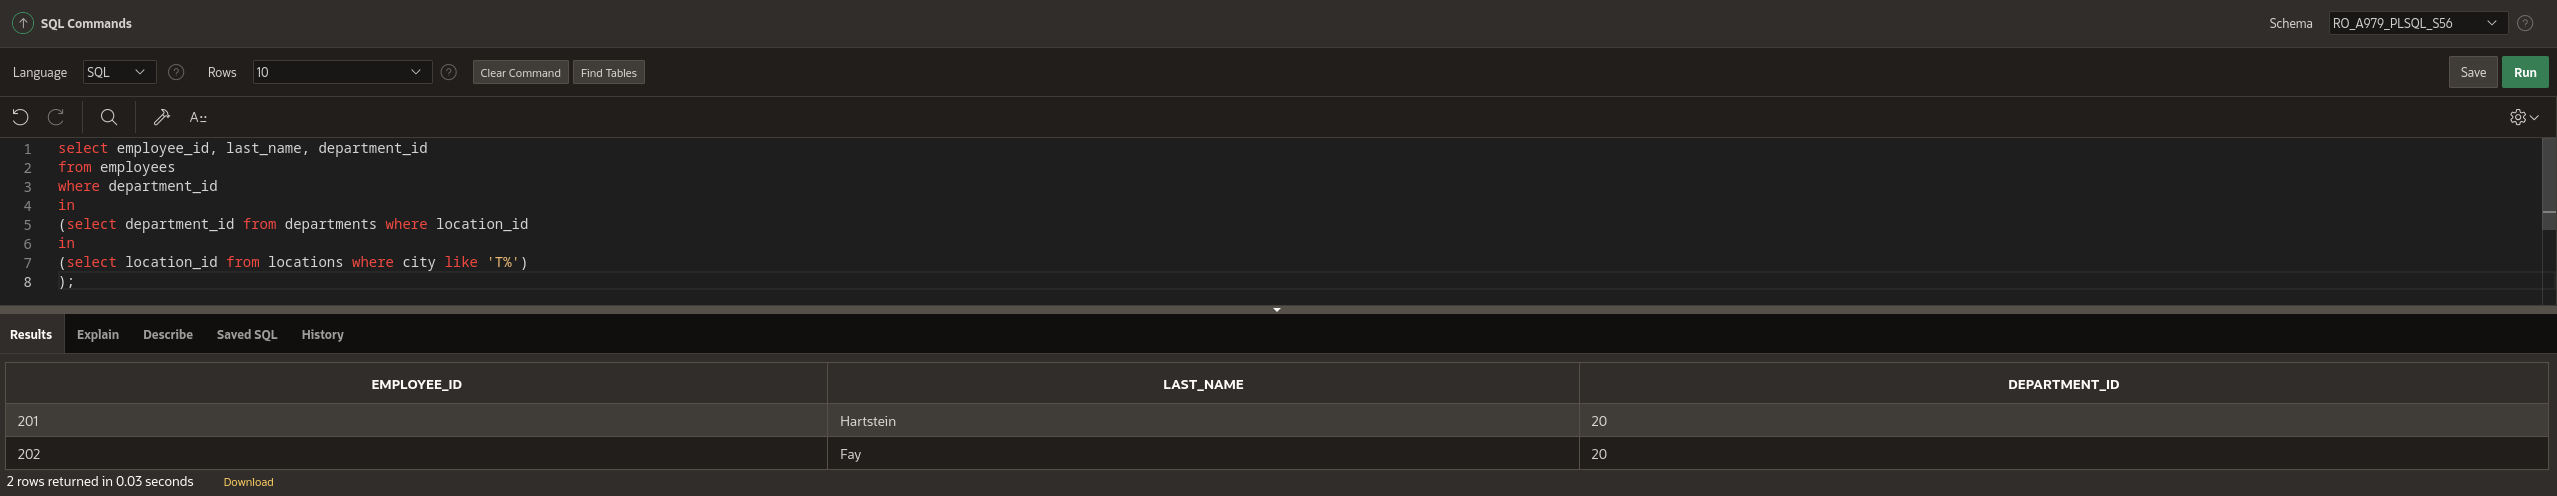 SQL Commands Schema RO_A979_PLSQL_S56
Language SQL Rows 10 Clear Command Find Tables Save Run
A
1 select employee_id, last_name, department_id
2 from employees
3 where department_id
4 in
5 (select department_id from departments where location_id
6 in
7 (select location_id from locations where city like 'T%')
8 );
Results Explain Describe Saved SQL History
EMPLOYEE_ID LAST_NAME DEPARTMENT_ID
201 Hartstein 20
202 Fay 20
2 rows returned in 0.03 seconds Download